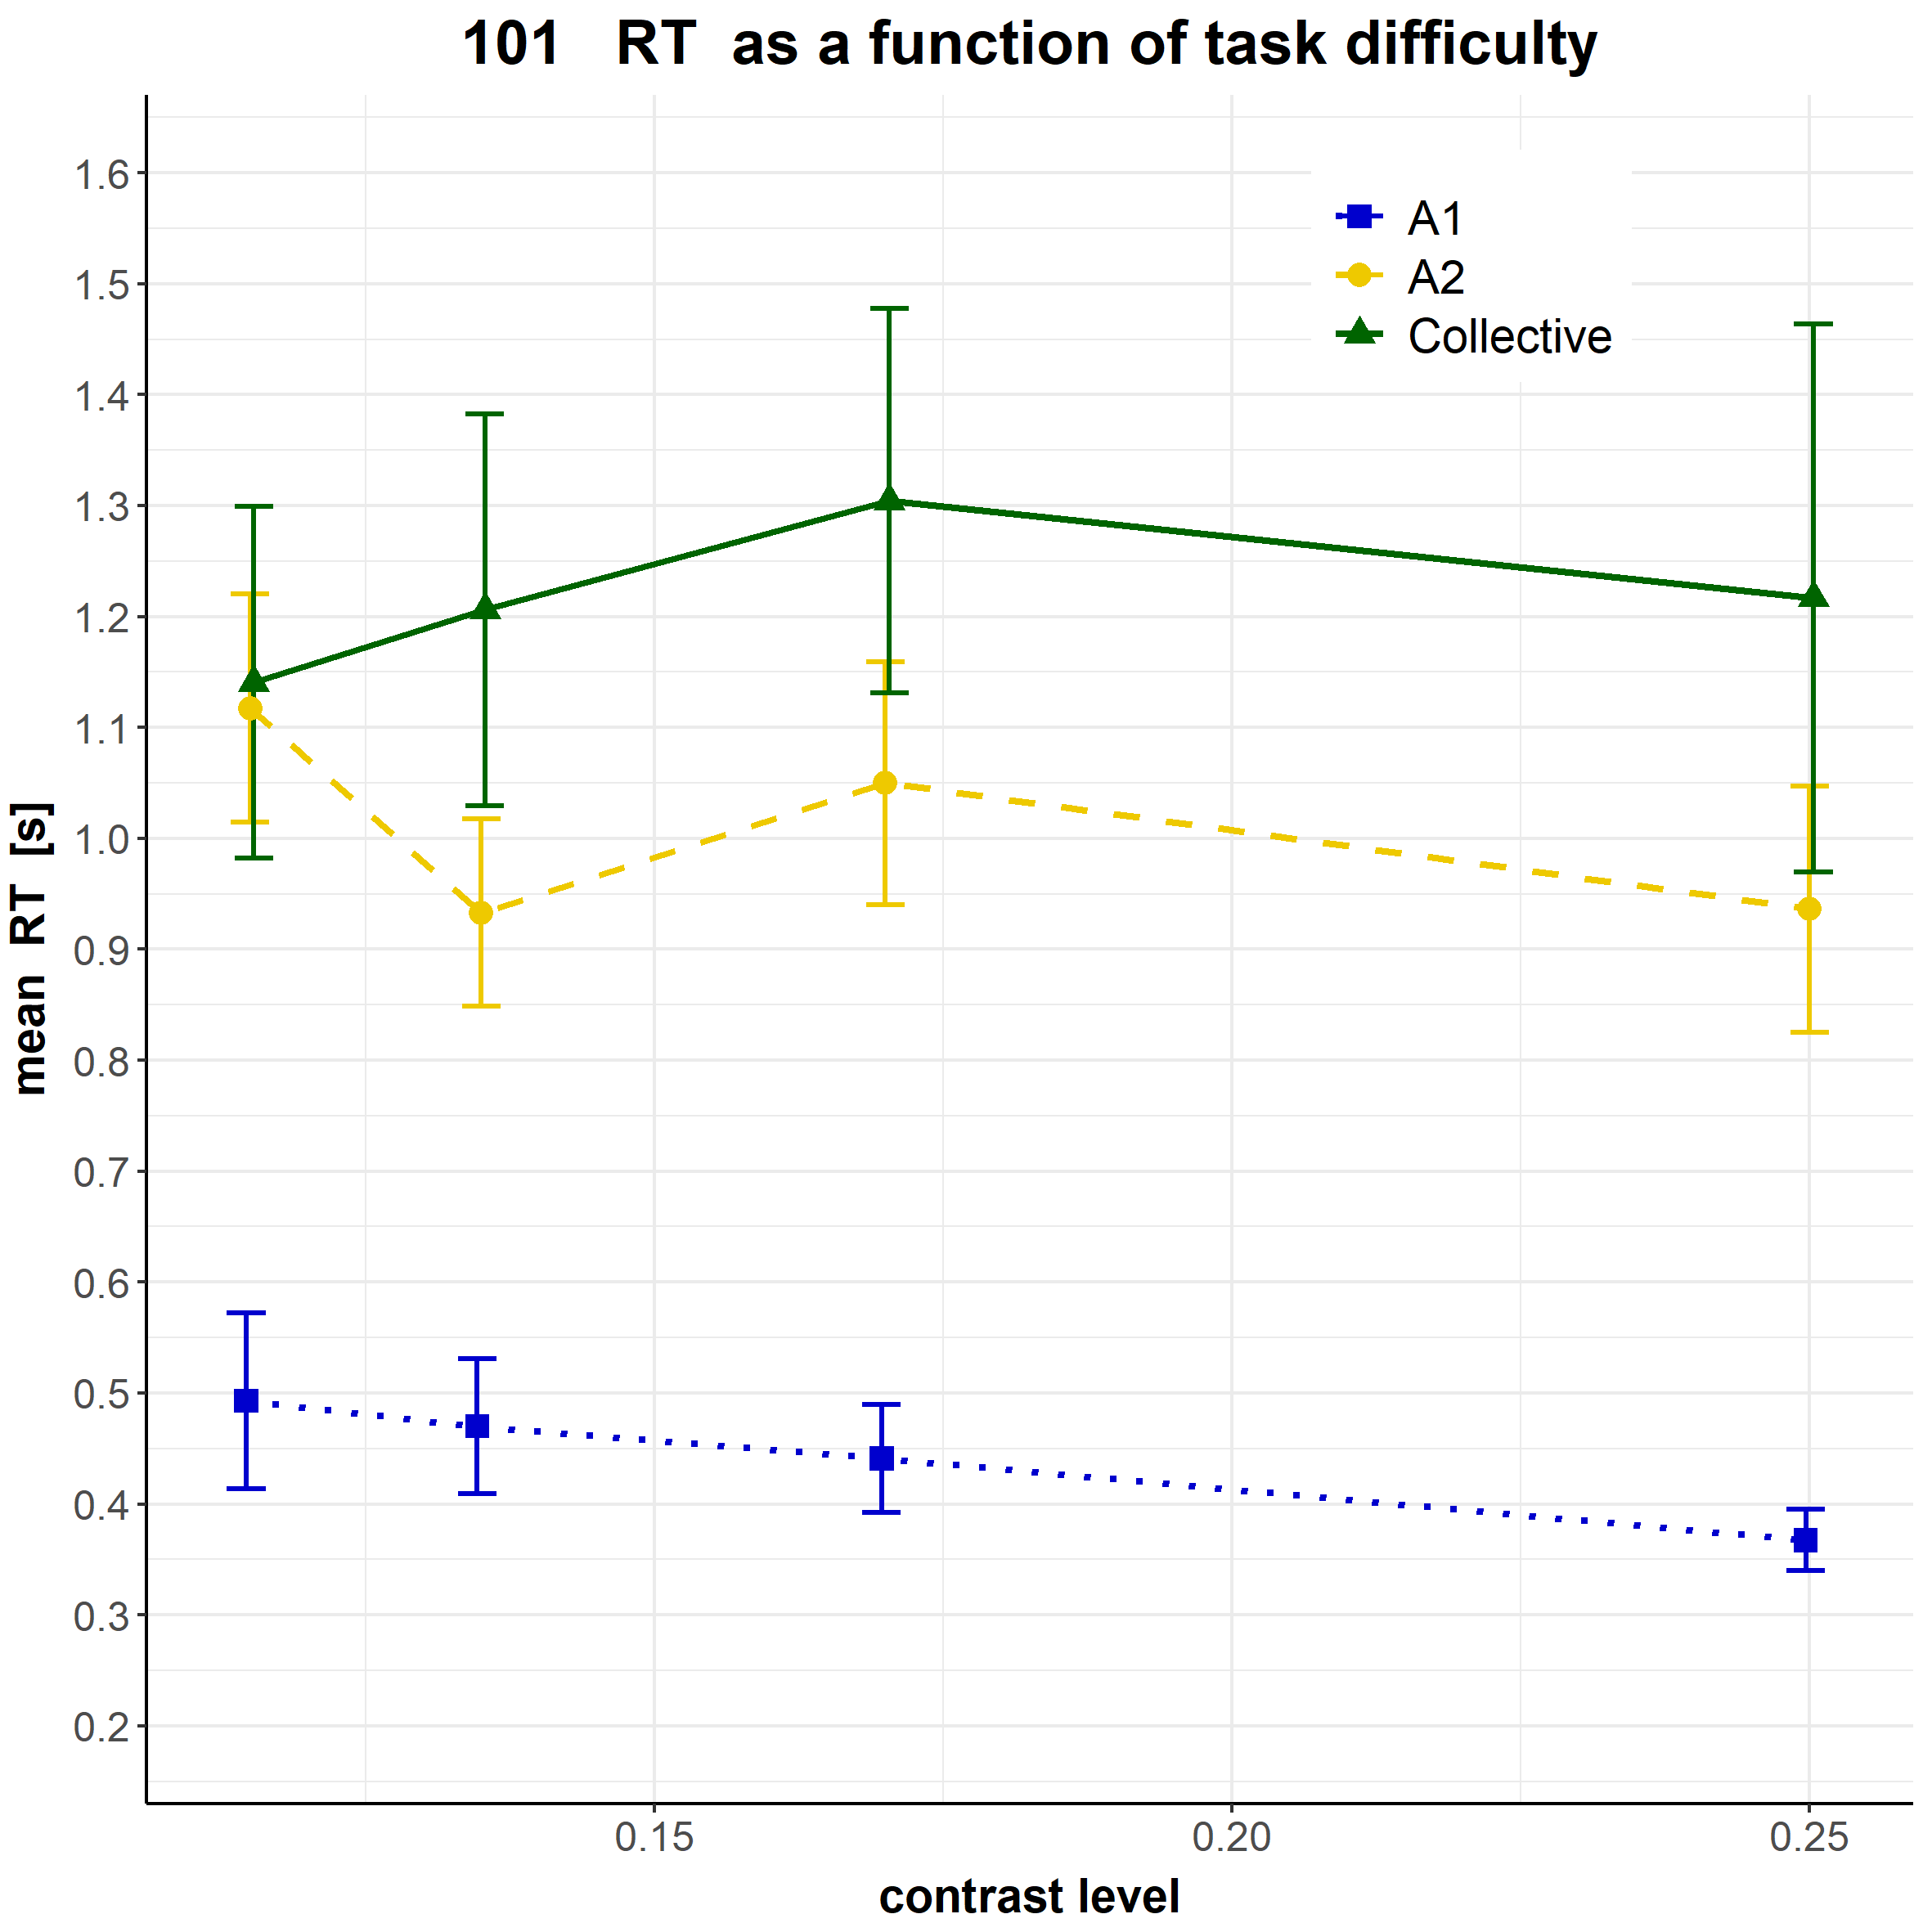 101 RT as a function of task difficulty
A1
A2
Collective
1.6
1.5
1.4
1.3
1.2
1.1
1.0
0.9
0.8
0.7
0.6
0.5
0.4
0.3
0.2
mean RT [s]
0.15 0.20 0.25
contrast level